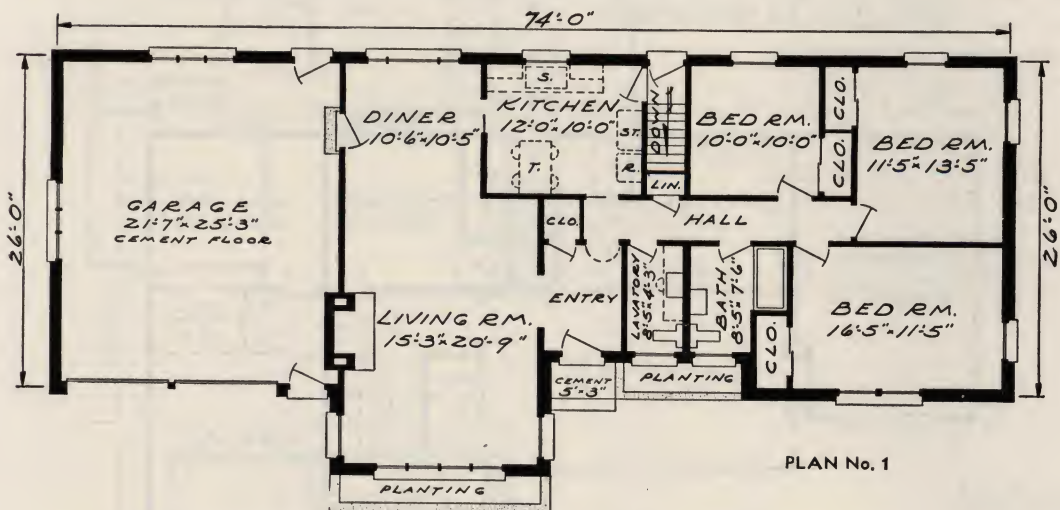 74'-0"
26'-0"
GARAGE
21'-7" x 25'-3"
CEMENT FLOOR
DINER
10'-6" x 10'-5"
S.
KITCHEN
12'-0" x 10'-0"
T.
ST.
R.
DOWN
LIN.
BED RM.
10'-0" x 10'-0"
CLO.
CLO.
BED RM.
11'-5" x 13'-5"
26'-0"
HALL
CLO.
ENTRY
LAVATORY
8'-5" x 4'-3"
BATH
8'-5" x 7'-6"
CLO.
BED RM.
16'-5" x 11'-5"
LIVING RM.
15'-3" x 20'-9"
CEMENT
5' x 3'
PLANTING
PLANTING
PLAN No. 1